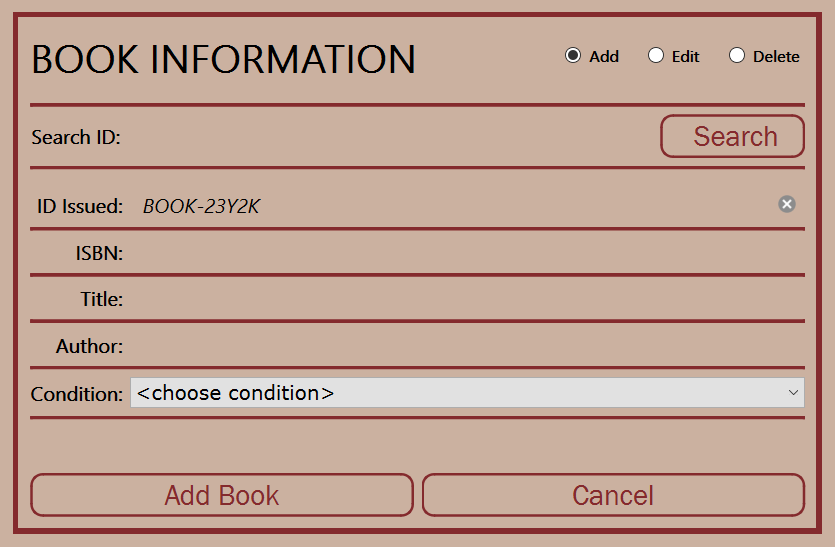 BOOK INFORMATION Add Edit Delete
Search ID: Search
ID Issued: BOOK-23Y2K
ISBN:
Title:
Author:
Condition: <choose condition>
Add Book Cancel